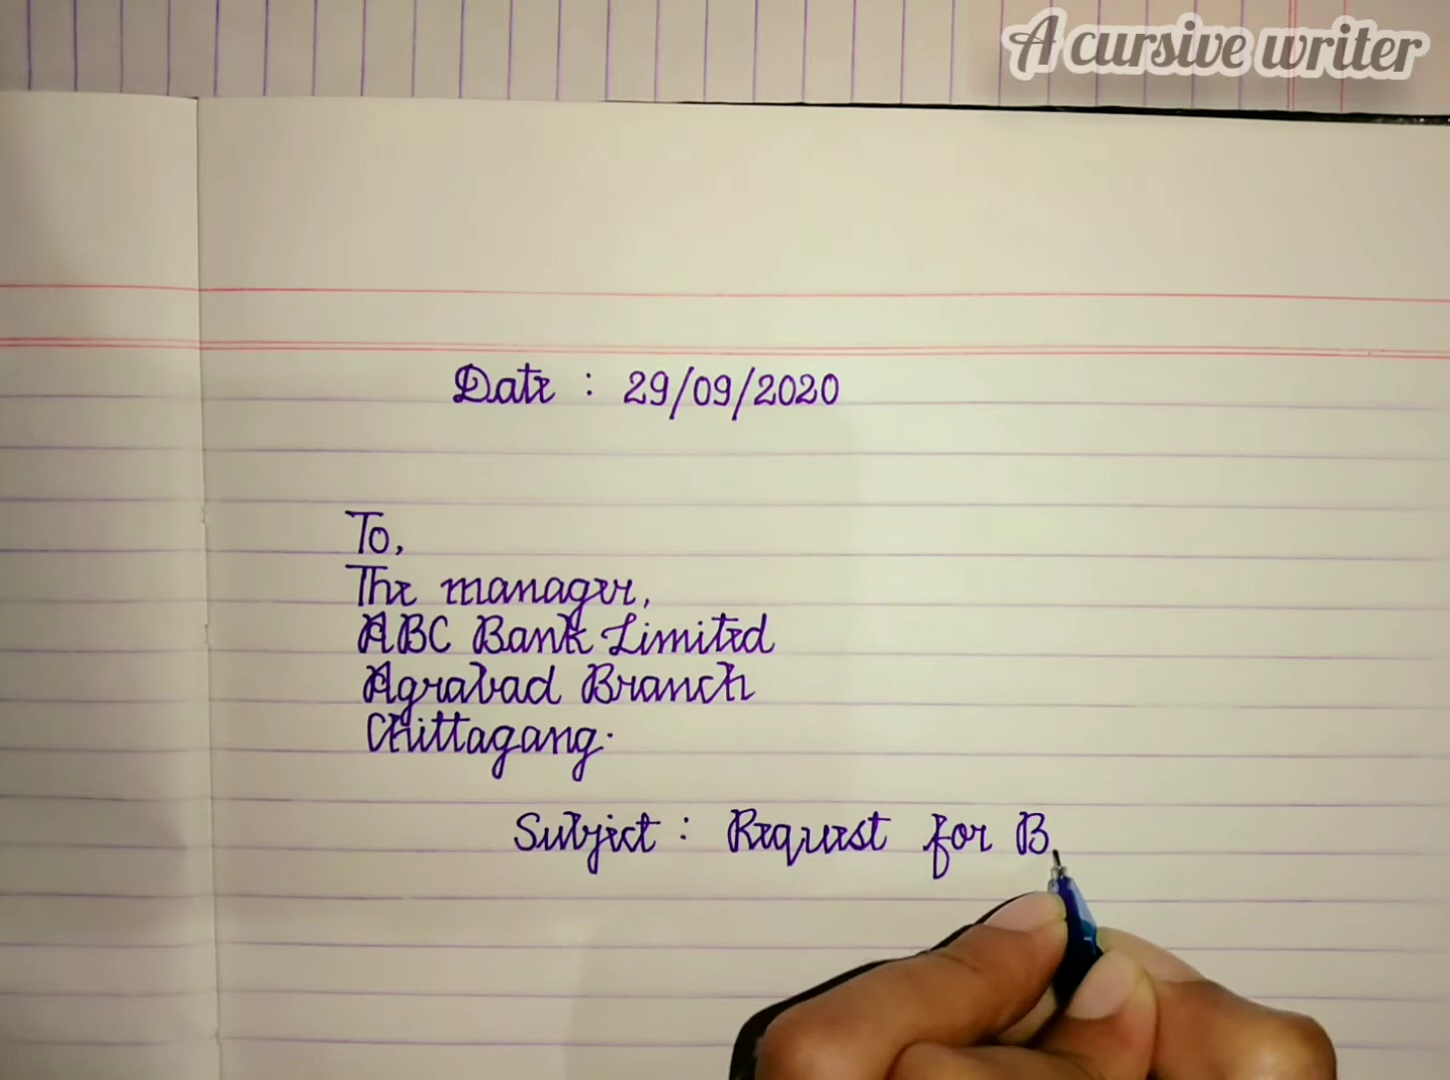 A cursive writer
Date : 29/09/2020
To,
The manager,
ABC Bank Limited
Agrabad Branch
Chittagang.
Subject : Request for B